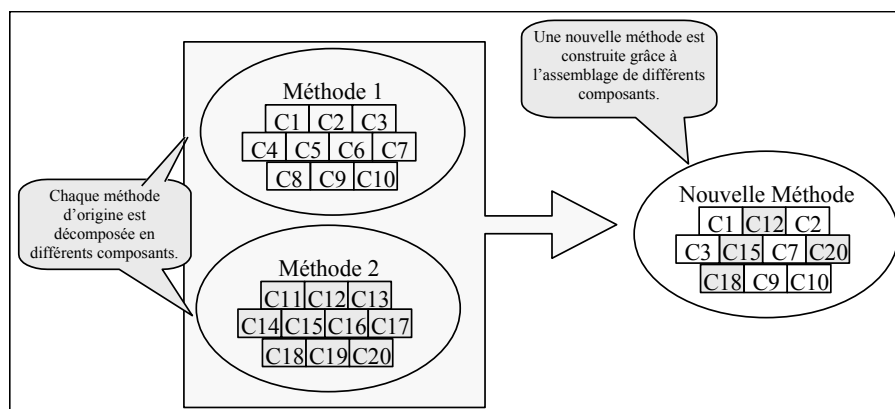 Une nouvelle méthode est
construite grâce à
l'assemblage de différents
composants.
Méthode 1
C1 C2 C3
C4 C5 C6 C7
C8 C9 C10
Chaque méthode
d'origine est
décomposée en
différents composants.
Méthode 2
C11 C12 C13
C14 C15 C16 C17
C18 C19 C20
Nouvelle Méthode
C1 C12 C2
C3 C15 C7 C20
C18 C9 C10